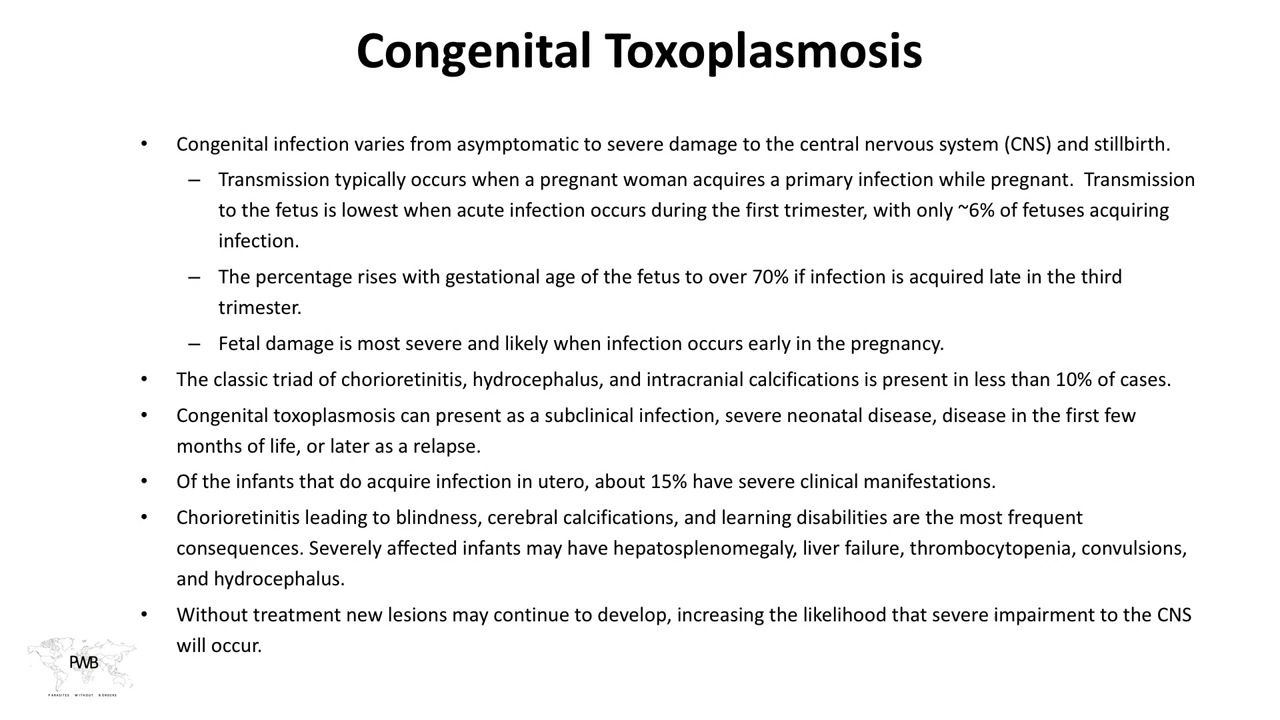 Congenital Toxoplasmosis
• Congenital infection varies from asymptomatic to severe damage to the central nervous system (CNS) and stillbirth.
– Transmission typically occurs when a pregnant woman acquires a primary infection while pregnant.  Transmission
to the fetus is lowest when acute infection occurs during the first trimester, with only ~6% of fetuses acquiring
infection.
– The percentage rises with gestational age of the fetus to over 70% if infection is acquired late in the third
trimester.
– Fetal damage is most severe and likely when infection occurs early in the pregnancy.
• The classic triad of chorioretinitis, hydrocephalus, and intracranial calcifications is present in less than 10% of cases.
• Congenital toxoplasmosis can present as a subclinical infection, severe neonatal disease, disease in the first few
months of life, or later as a relapse.
• Of the infants that do acquire infection in utero, about 15% have severe clinical manifestations.
• Chorioretinitis leading to blindness, cerebral calcifications, and learning disabilities are the most frequent
consequences. Severely affected infants may have hepatosplenomegaly, liver failure, thrombocytopenia, convulsions,
and hydrocephalus.
• Without treatment new lesions may continue to develop, increasing the likelihood that severe impairment to the CNS
will occur.
PWB
PARASITES WITHOUT BORDERS